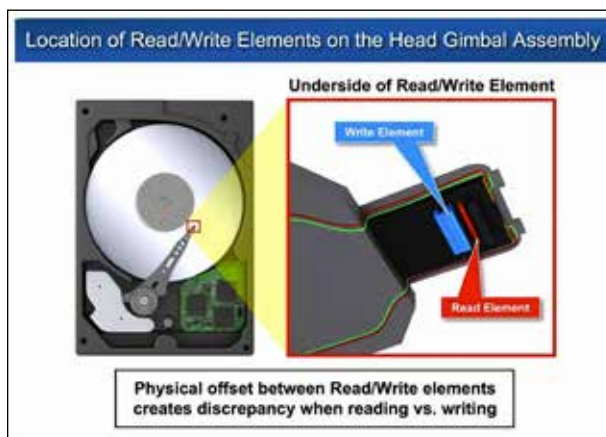 Location of Read/Write Elements on the Head Gimbal Assembly
Underside of Read/Write Element
Write Element
Read Element
Physical offset between Read/Write elements
creates discrepancy when reading vs. writing